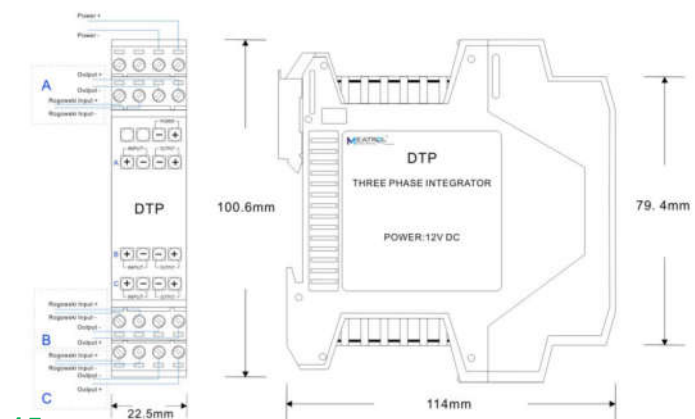 Power +
Power -
Output +
A
Output -
Rogowski Input +
Rogowski Input -
POWER
- +
INPUT OUTPUT
A + - - +
DTP
B + - - +
INPUT OUTPUT
C + - - +
INPUT OUTPUT
Rogowski Input +
Rogowski Input -
Output -
B
Output +
Rogowski Input +
Rogowski Input -
Output -
Output +
C
22.5mm
100.6mm
MEATROL
DTP
THREE PHASE INTEGRATOR
POWER:12V DC
79. 4mm
114mm